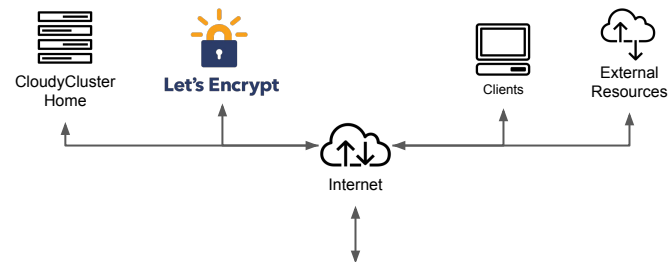 CloudyCluster
Home
Let's Encrypt
Clients
External
Resources
Internet